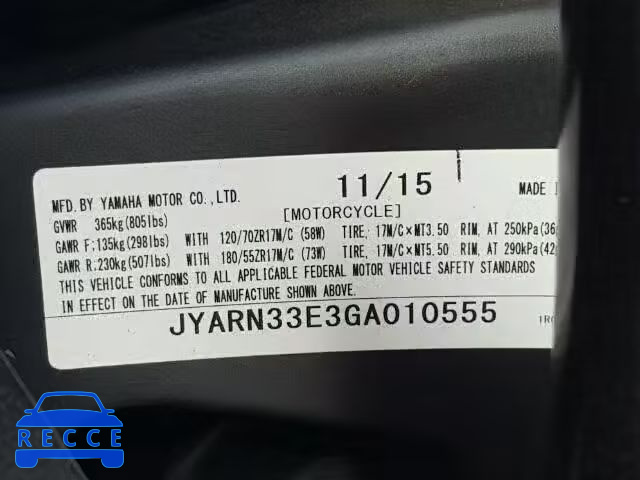 MFD. BY YAMAHA MOTOR CO.,LTD. 11/15 MADE
GVWR 365kg(805lbs) [MOTORCYCLE]
GAWR F:135kg(298lbs) WITH 120/70ZR17M/C (58W) TIRE, 17M/C×MT3.50 RIM, AT 250kPa(36
GAWR R:230kg(507lbs) WITH 180/55ZR17M/C (73W) TIRE, 17M/C×MT5.50 RIM, AT 290kPa(42
THIS VEHICLE CONFORMS TO ALL APPLICABLE FEDERAL MOTOR VEHICLE SAFETY STANDARDS
IN EFFECT ON THE DATE OF MANUFACTURE SHOWN ABOVE.
JYARN33E3GA010555 1R
RECCE